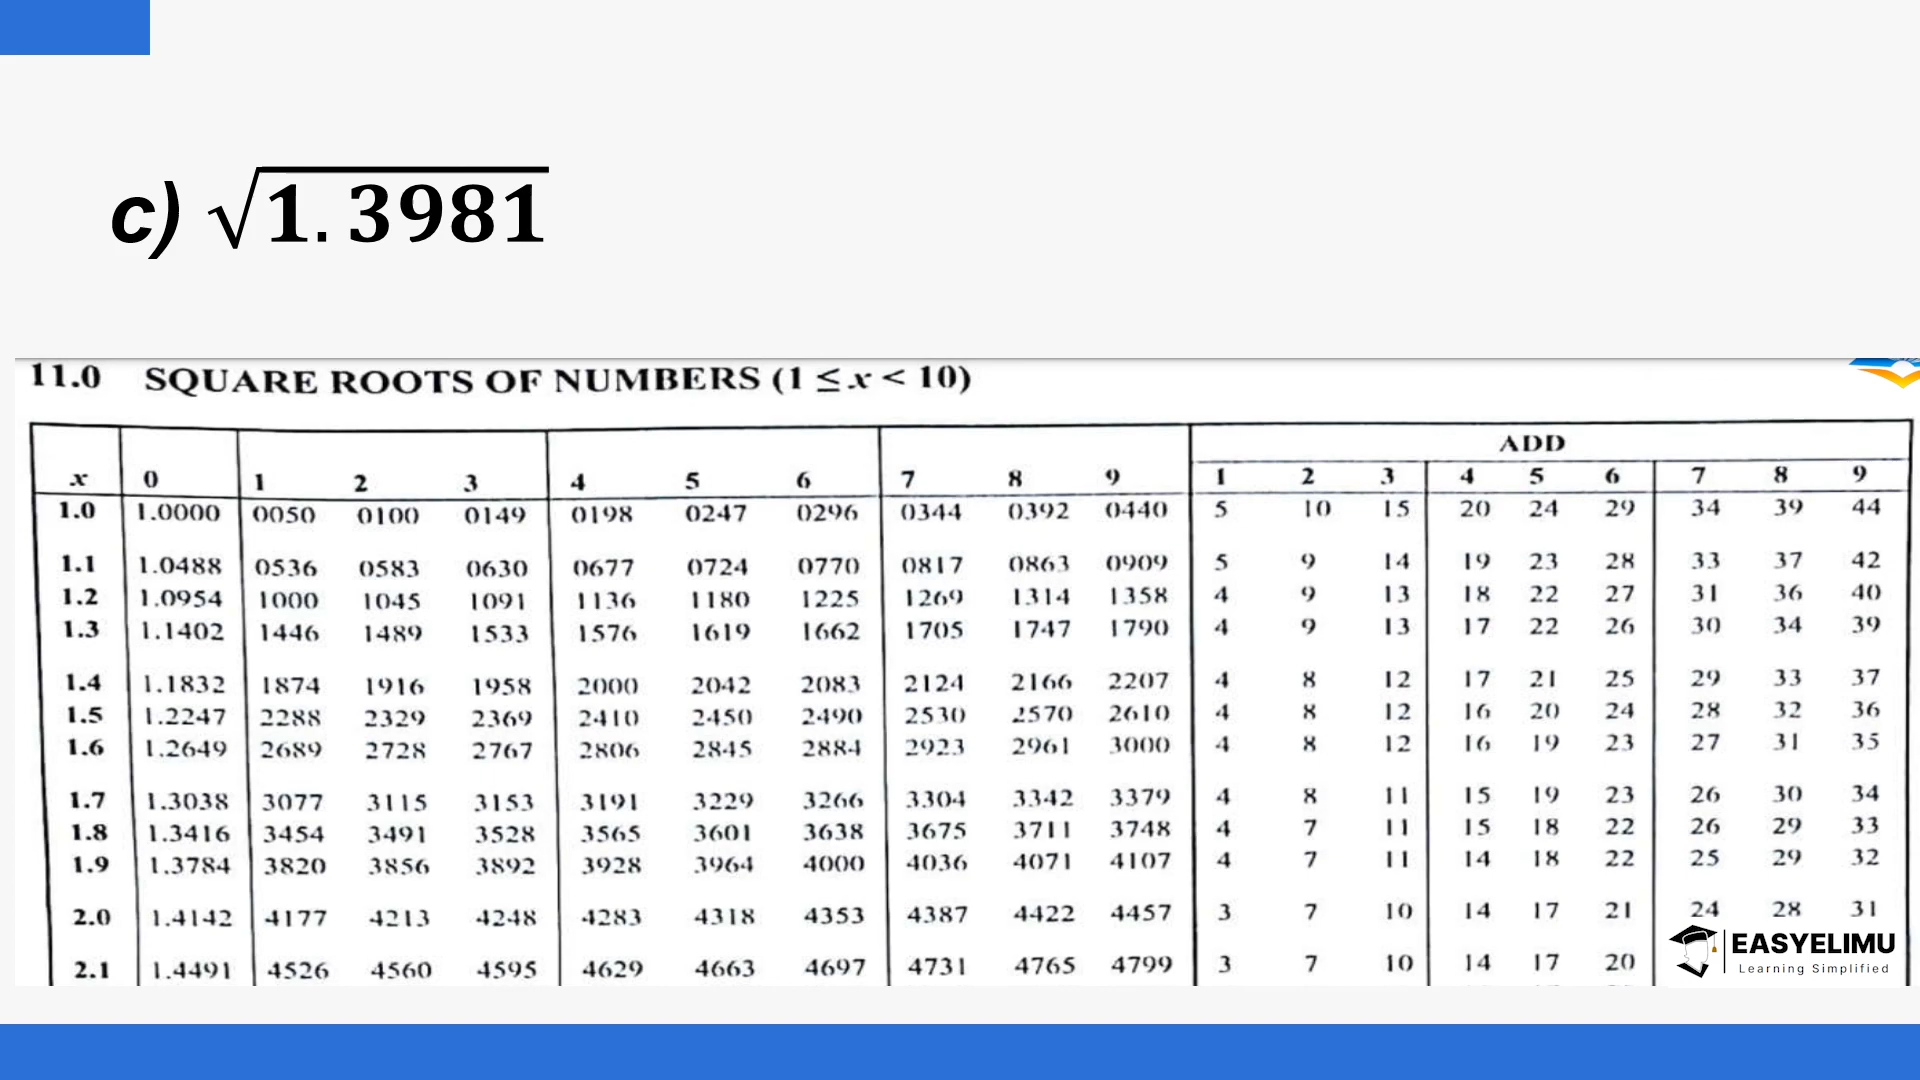 c) √1.3981
11.0 SQUARE ROOTS OF NUMBERS (1 ≤ x < 10)
ADD
x 0 1 2 3 4 5 6 7 8 9 1 2 3 4 5 6 7 8 9
1.0 1.0000 0050 0100 0149 0198 0247 0296 0344 0392 0440 5 10 15 20 24 29 34 39 44
1.1 1.0488 0536 0583 0630 0677 0724 0770 0817 0863 0909 5 9 14 19 23 28 33 37 42
1.2 1.0954 1000 1045 1091 1136 1180 1225 1269 1314 1358 4 9 13 18 22 27 31 36 40
1.3 1.1402 1446 1489 1533 1576 1619 1662 1705 1747 1790 4 9 13 17 22 26 30 34 39
1.4 1.1832 1874 1916 1958 2000 2042 2083 2124 2166 2207 4 8 12 17 21 25 29 33 37
1.5 1.2247 2288 2329 2369 2410 2450 2490 2530 2570 2610 4 8 12 16 20 24 28 32 36
1.6 1.2649 2689 2728 2767 2806 2845 2884 2923 2961 3000 4 8 12 16 19 23 27 31 35
1.7 1.3038 3077 3115 3153 3191 3229 3266 3304 3342 3379 4 8 11 15 19 23 26 30 34
1.8 1.3416 3454 3491 3528 3565 3601 3638 3675 3711 3748 4 7 11 15 18 22 26 29 33
1.9 1.3784 3820 3856 3892 3928 3964 4000 4036 4071 4107 4 7 11 14 18 22 25 29 32
2.0 1.4142 4177 4213 4248 4283 4318 4353 4387 4422 4457 3 7 10 14 17 21 24 28 31
2.1 1.4491 4526 4560 4595 4629 4663 4697 4731 4765 4799 3 7 10 14 17 20
EASYELIMU
Learning Simplified